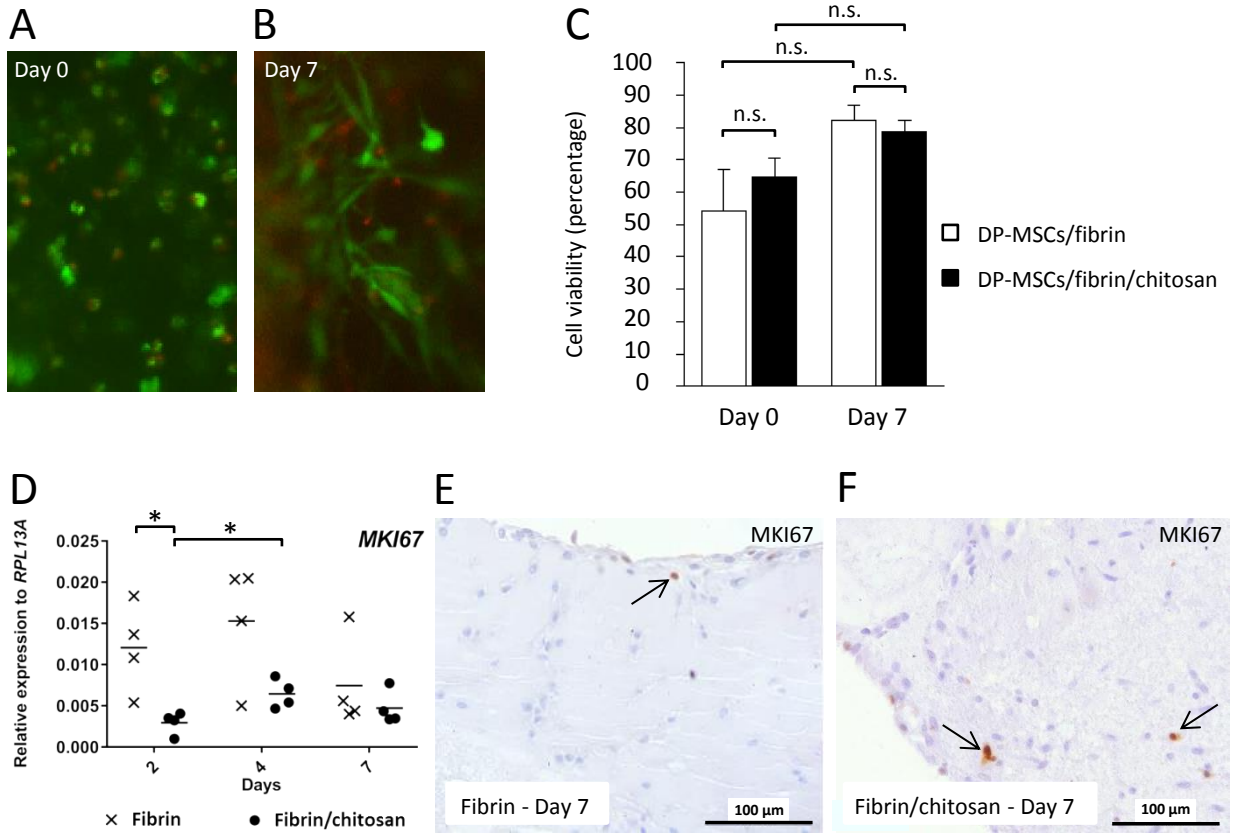 A
Day 0
B
Day 7
C
n.s.
n.s.
n.s.
n.s.
Cell viability (percentage)
100
90
80
70
60
50
40
30
20
10
0
Day 0
Day 7
DP-MSCs/fibrin
DP-MSCs/fibrin/chitosan
D
*
*
MKI67
Relative expression to RPL13A
0.025
0.020
0.015
0.010
0.005
0.000
2
4
7
Days
× Fibrin
● Fibrin/chitosan
E
MKI67
Fibrin - Day 7
100 µm
F
MKI67
Fibrin/chitosan - Day 7
100 µm